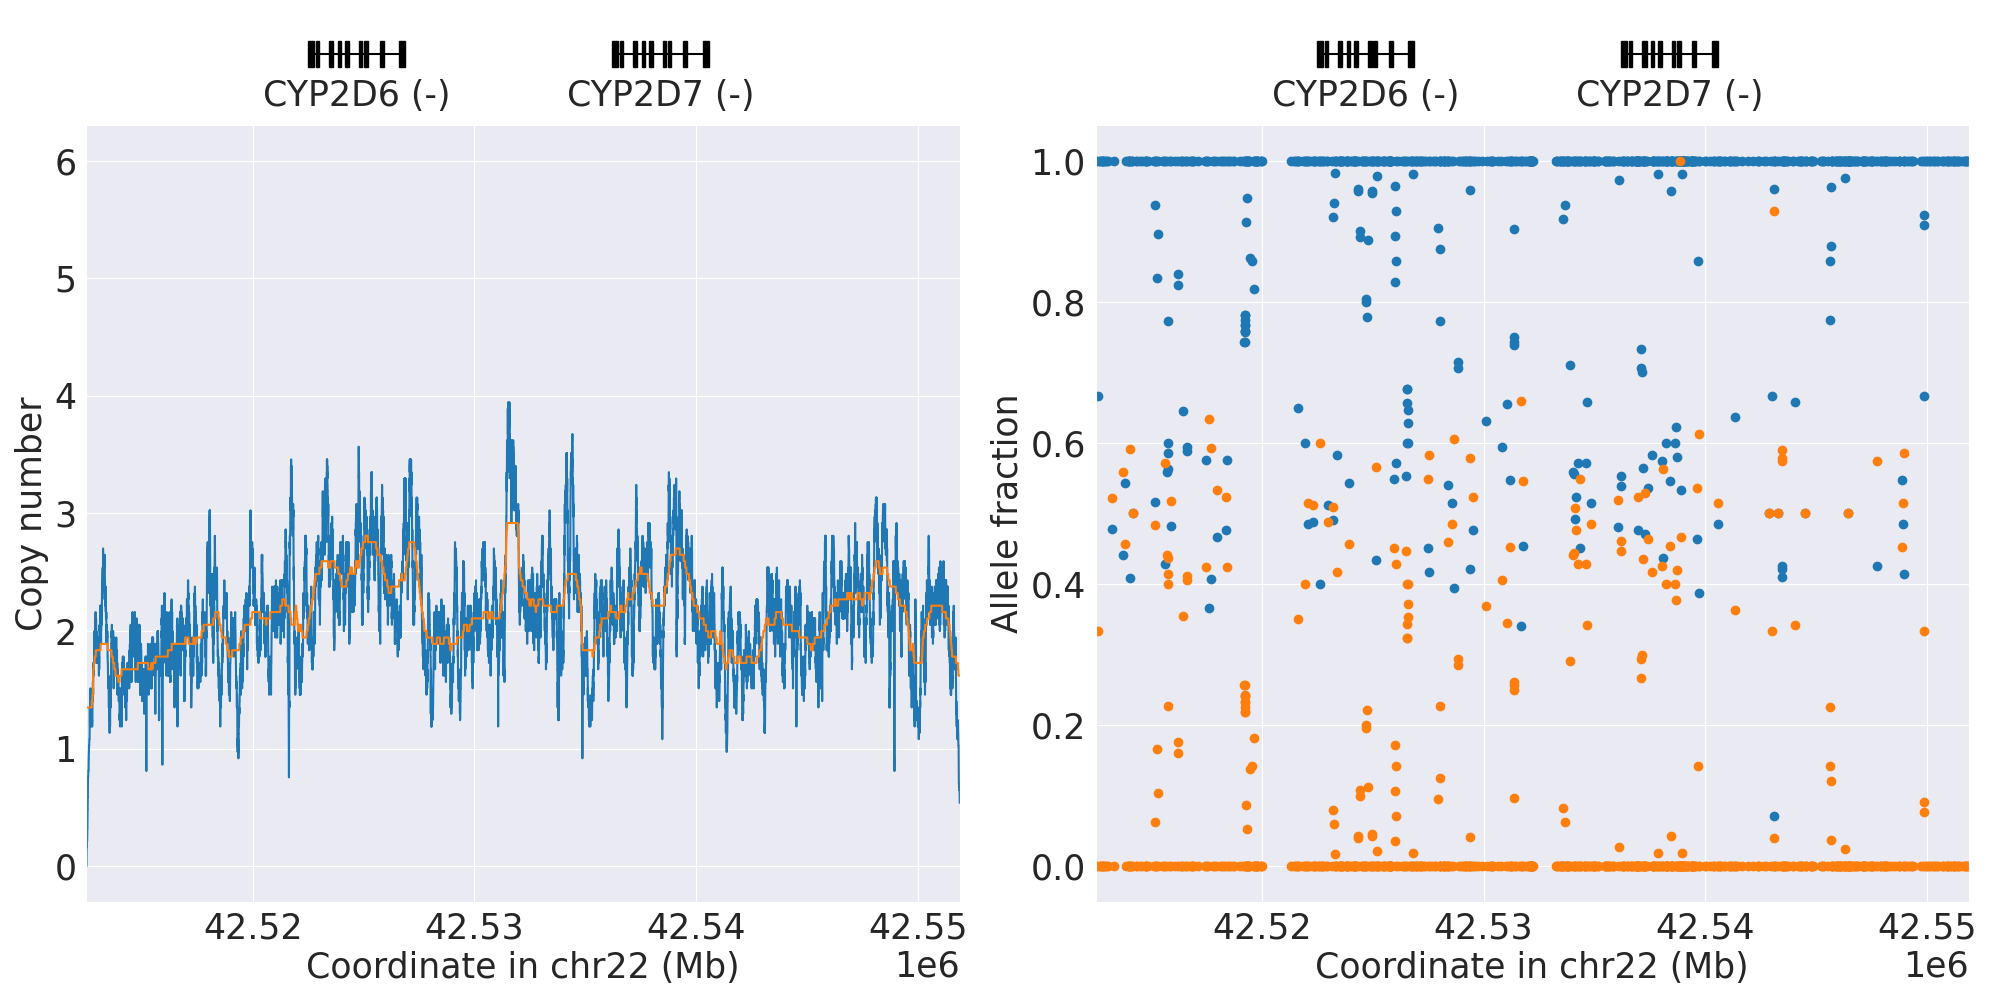 CYP2D6 (-) CYP2D7 (-)
6
5
4
3
2
1
0
Copy number
42.52 42.53 42.54 42.55
Coordinate in chr22 (Mb) 1e6
CYP2D6 (-) CYP2D7 (-)
1.0
0.8
0.6
0.4
0.2
0.0
Allele fraction
42.52 42.53 42.54 42.55
Coordinate in chr22 (Mb) 1e6